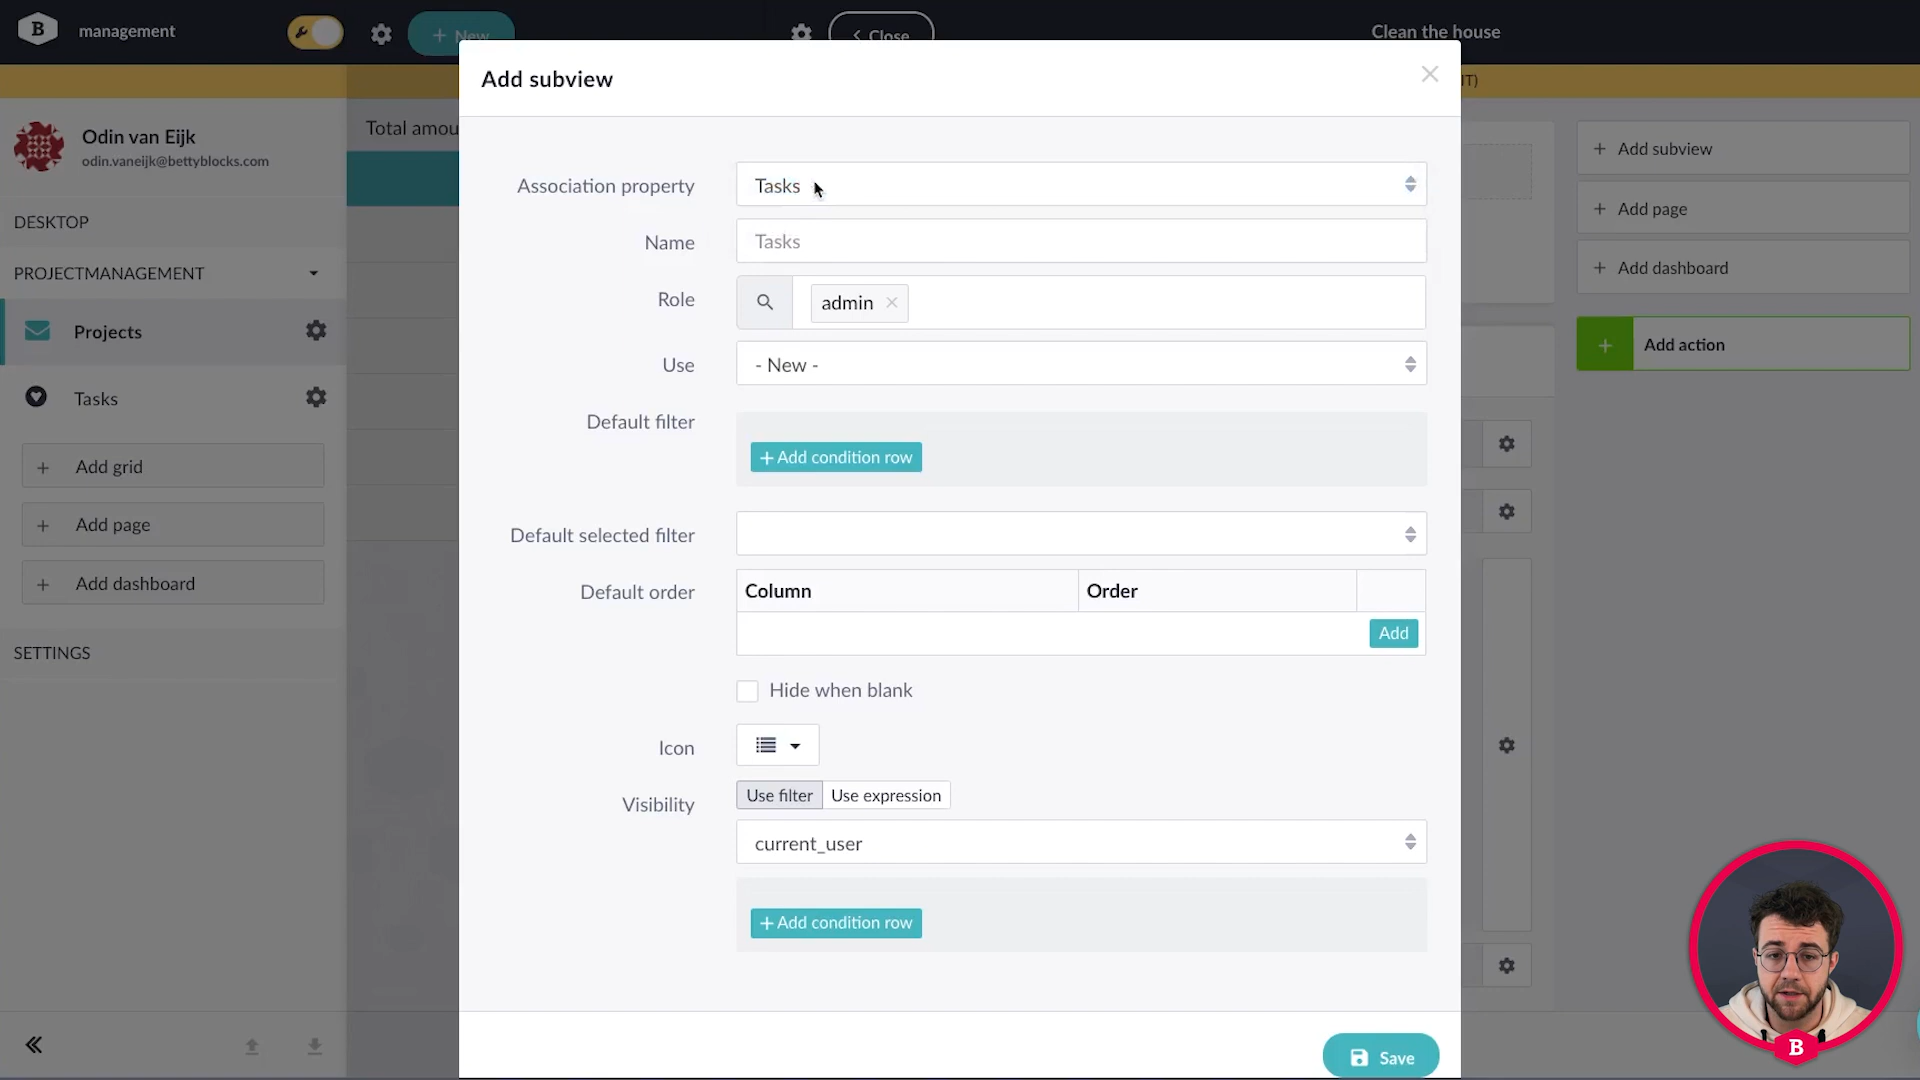 B
management
+ New
< Close
Clean the house
Add subview
IT)
Odin van Eijk
odin.vaneijk@bettyblocks.com
Total amou
DESKTOP
PROJECTMANAGEMENT
Projects
Tasks
+ Add grid
+ Add page
+ Add dashboard
SETTINGS
Association property
Tasks
Name
Tasks
Role
admin ×
Use
- New -
Default filter
+ Add condition row
Default selected filter
Default order
Column
Order
Add
Hide when blank
Icon
Visibility
Use filter
Use expression
current_user
+ Add condition row
Save
+ Add subview
+ Add page
+ Add dashboard
+ Add action
B